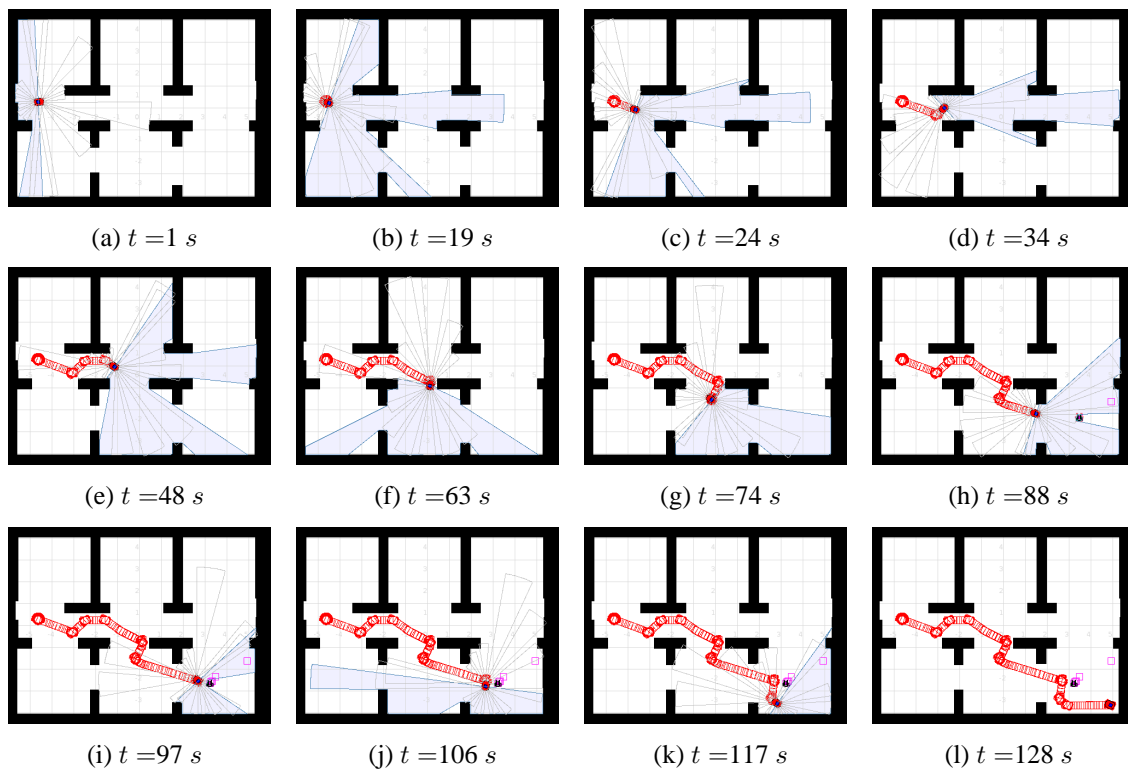 (a) t =1 s
(b) t =19 s
(c) t =24 s
(d) t =34 s
(e) t =48 s
(f) t =63 s
(g) t =74 s
(h) t =88 s
(i) t =97 s
(j) t =106 s
(k) t =117 s
(l) t =128 s